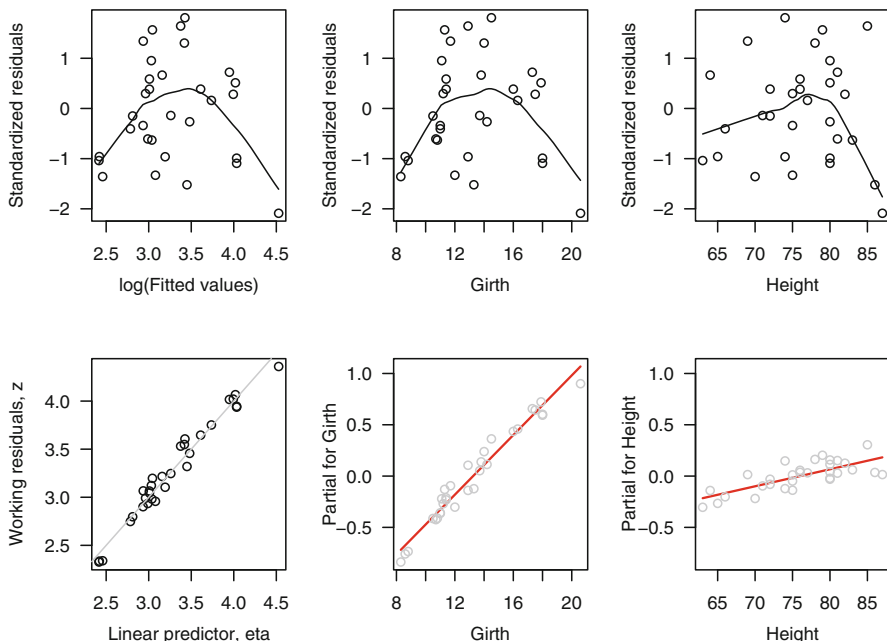 Standardized residuals
1
0
−1
−2
2.5 3.0 3.5 4.0 4.5
log(Fitted values)
Standardized residuals
1
0
−1
−2
8 12 16 20
Girth
Standardized residuals
1
0
−1
−2
65 70 75 80 85
Height
Working residuals, z
4.0
3.5
3.0
2.5
2.5 3.0 3.5 4.0 4.5
Linear predictor, eta
Partial for Girth
1.0
0.5
0.0
−0.5
8 12 16 20
Girth
Partial for Height
1.0
0.5
0.0
−0.5
65 70 75 80 85
Height